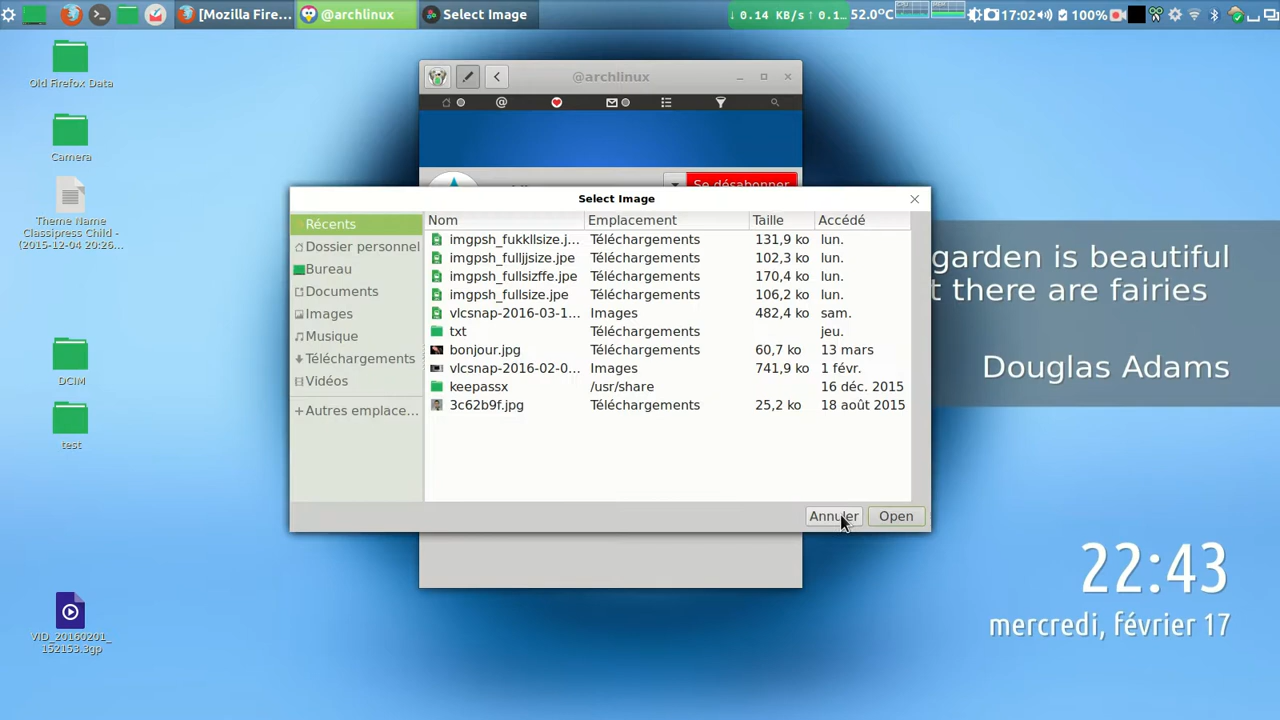 [Mozilla Fire...
@archlinux
Select Image
↓ 0.14 KB/s ↑ 0.1...
52.0°C
17:02
100%
Old Firefox Data
Camera
Theme Name
Classipress Child -
(2015-12-04 20:26...
DCIM
test
VID_20160201_
152153.3gp
@archlinux
@
Se désabonner
Select Image
Récents
Dossier personnel
Bureau
Documents
Images
Musique
Téléchargements
Vidéos
+Autres emplace...
Nom Emplacement Taille Accédé
imgpsh_fukkllsize.j... Téléchargements 131,9 ko lun.
imgpsh_fulljjsize.jpe Téléchargements 102,3 ko lun.
imgpsh_fullsizffe.jpe Téléchargements 170,4 ko lun.
imgpsh_fullsize.jpe Téléchargements 106,2 ko lun.
vlcsnap-2016-03-1... Images 482,4 ko sam.
txt Téléchargements jeu.
bonjour.jpg Téléchargements 60,7 ko 13 mars
vlcsnap-2016-02-0... Images 741,9 ko 1 févr.
keepassx /usr/share 16 déc. 2015
3c62b9f.jpg Téléchargements 25,2 ko 18 août 2015
Annuler Open
garden is beautiful
t there are fairies
Douglas Adams
22:43
mercredi, février 17